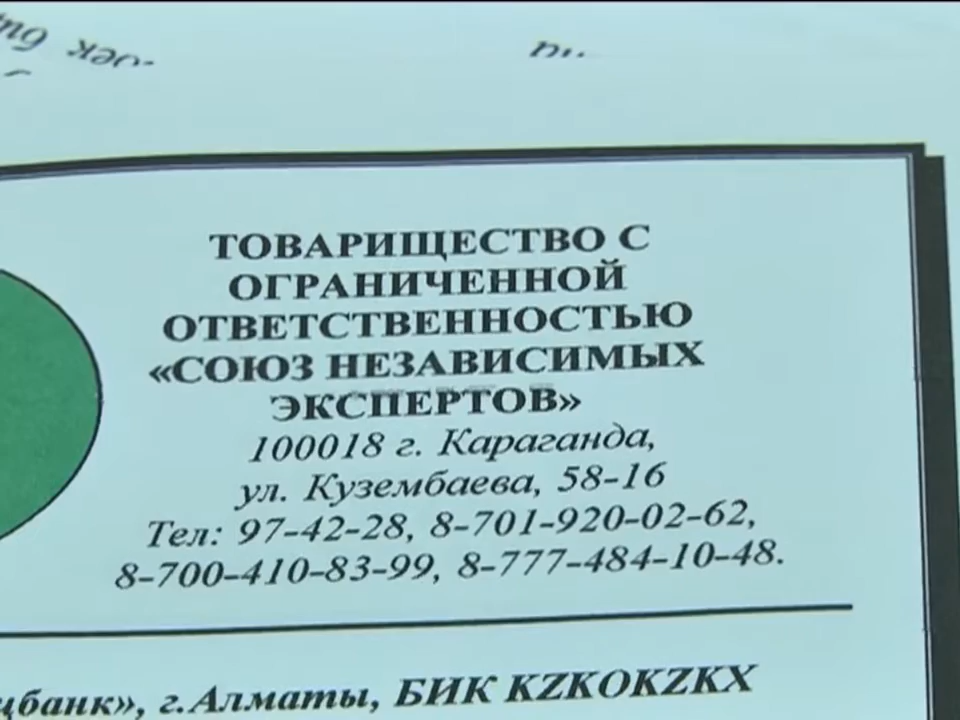 ТОВАРИЩЕСТВО С
ОГРАНИЧЕННОЙ
ОТВЕТСТВЕННОСТЬЮ
«СОЮЗ НЕЗАВИСИМЫХ
ЭКСПЕРТОВ»
100018 г. Караганда,
ул. Кузембаева, 58-16
Тел: 97-42-28, 8-701-920-02-62,
8-700-410-83-99, 8-777-484-10-48.
г.Алматы, БИК KZKOKZKX